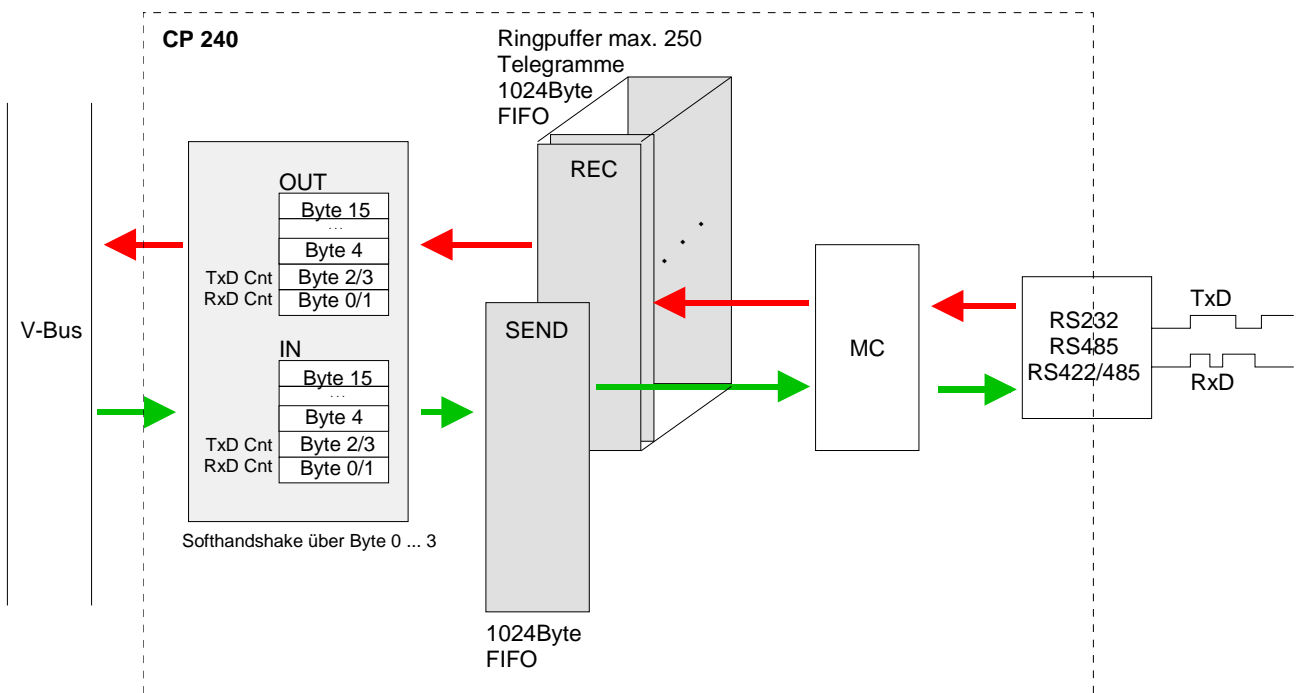 CP 240
Ringpuffer max. 250
Telegramme
1024Byte
FIFO
REC
OUT
Byte 15
...
Byte 4
TxD Cnt Byte 2/3
RxD Cnt Byte 0/1
V-Bus
SEND
MC
RS232
RS485
RS422/485
TxD
RxD
IN
Byte 15
...
Byte 4
TxD Cnt Byte 2/3
RxD Cnt Byte 0/1
Softhandshake über Byte 0 ... 3
1024Byte
FIFO